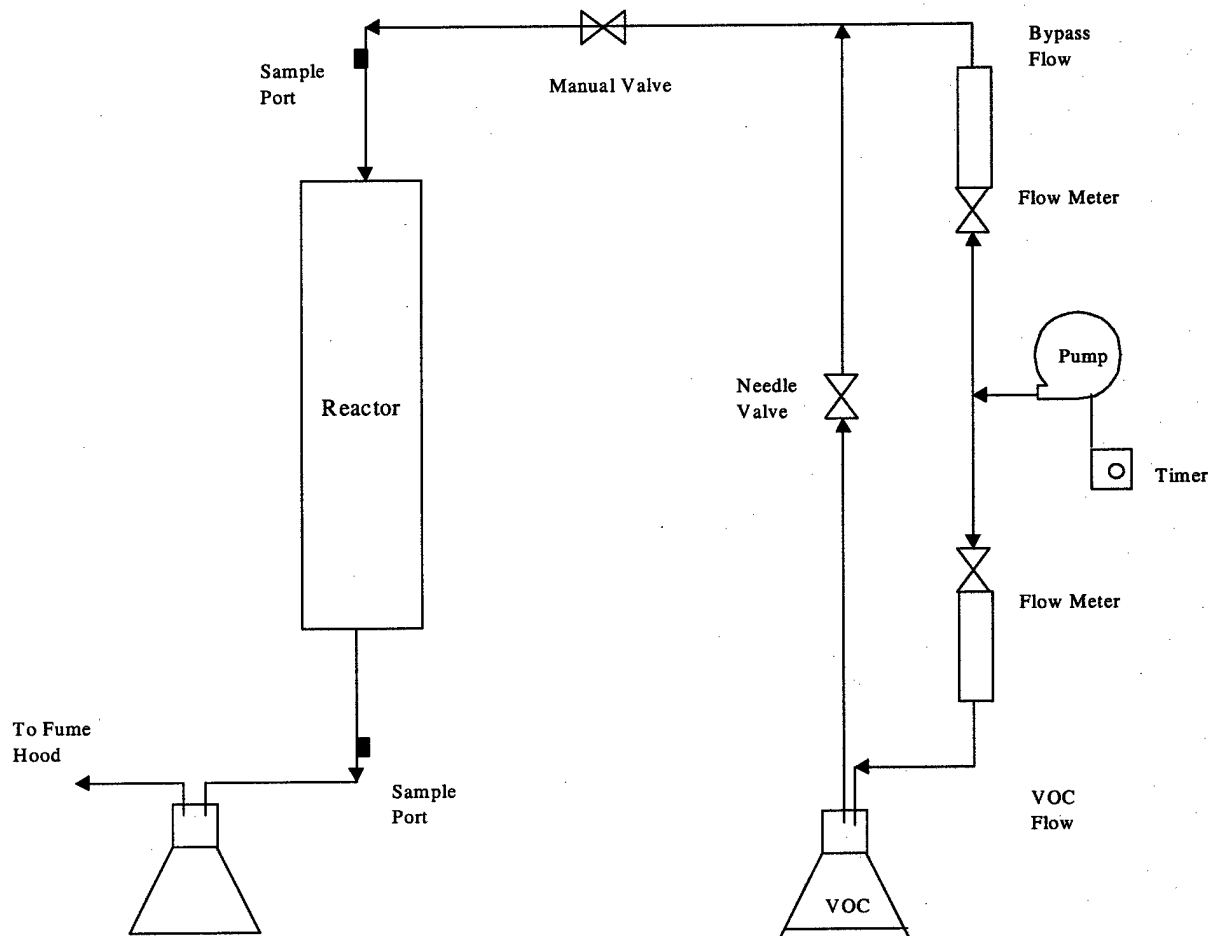 Bypass
Flow
Sample
Port
Manual Valve
Flow Meter
Pump
Needle
Valve
Reactor
Timer
Flow Meter
To Fume
Hood
Sample
Port
VOC
Flow
VOC